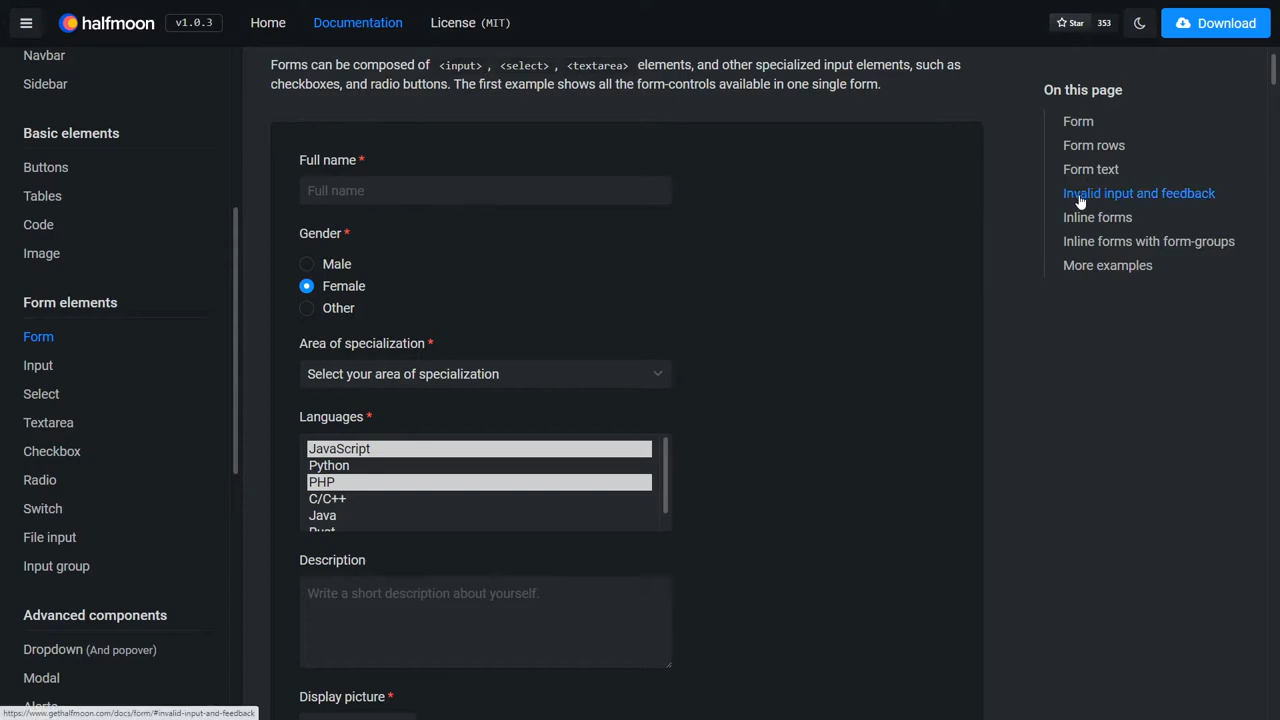 halfmoon v1.0.3 Home Documentation License (MIT) Star 353 Download
Navbar
Sidebar
Basic elements
Buttons
Tables
Code
Image
Form elements
Form
Input
Select
Textarea
Checkbox
Radio
Switch
File input
Input group
Advanced components
Dropdown (And popover)
Modal
Alerts
Forms can be composed of <input>, <select>, <textarea> elements, and other specialized input elements, such as
checkboxes, and radio buttons. The first example shows all the form-controls available in one single form.
Full name *
Full name
Gender *
Male
Female
Other
Area of specialization *
Select your area of specialization
Languages *
JavaScript
Python
PHP
C/C++
Java
Rust
Description
Write a short description about yourself.
Display picture *
On this page
Form
Form rows
Form text
Invalid input and feedback
Inline forms
Inline forms with form-groups
More examples
https://www.gethalfmoon.com/docs/form/#invalid-input-and-feedback